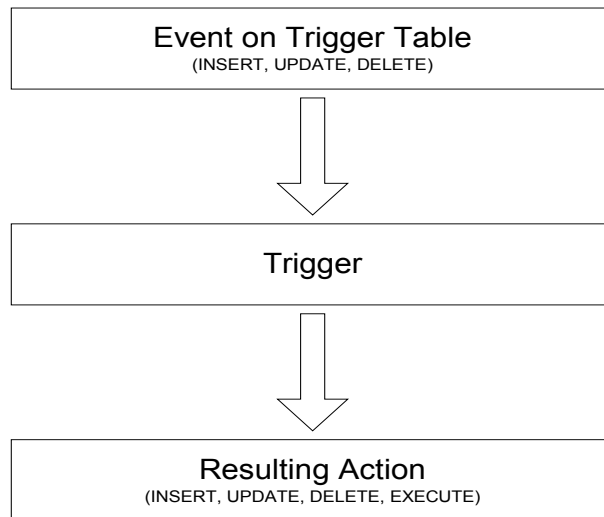 Event on Trigger Table
(INSERT, UPDATE, DELETE)
Trigger
Resulting Action
(INSERT, UPDATE, DELETE, EXECUTE)